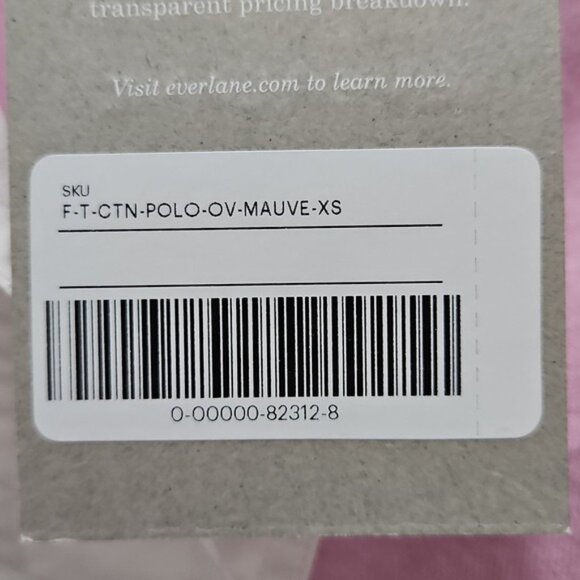 transparent pricing breakdown.
Visit everlane.com to learn more.
SKU
F-T-CTN-POLO-OV-MAUVE-XS
0-00000-82312-8